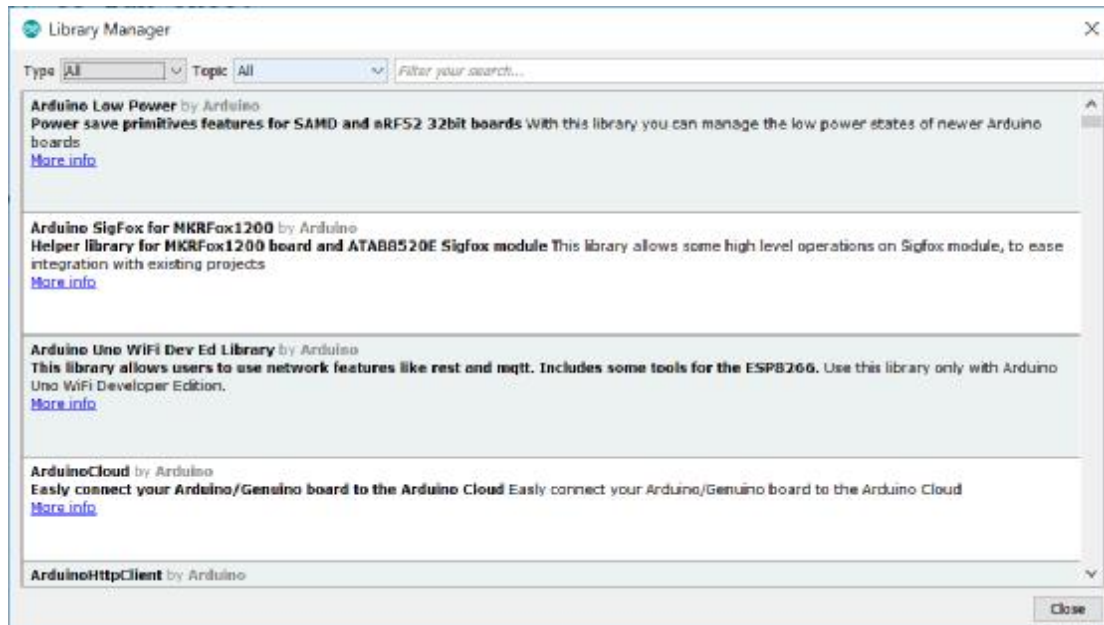 Library Manager
Type All Topic All Filter your search...
Arduino Low Power by Arduino
Power save primitives features for SAMD and nRF52 32bit boards With this library you can manage the low power states of newer Arduino
boards
More info
Arduino SigFox for MKRFox1200 by Arduino
Helper library for MKRFox1200 board and ATAB8520E Sigfox module This library allows some high level operations on Sigfox module, to ease
integration with existing projects
More info
Arduino Uno WiFi Dev Ed Library by Arduino
This library allows users to use network features like rest and mqtt. Includes some tools for the ESP8266. Use this library only with Arduino
Uno WiFi Developer Edition.
More info
ArduinoCloud by Arduino
Easly connect your Arduino/Genuino board to the Arduino Cloud Easly connect your Arduino/Genuino board to the Arduino Cloud
More info
ArduinoHttpClient by Arduino
Close